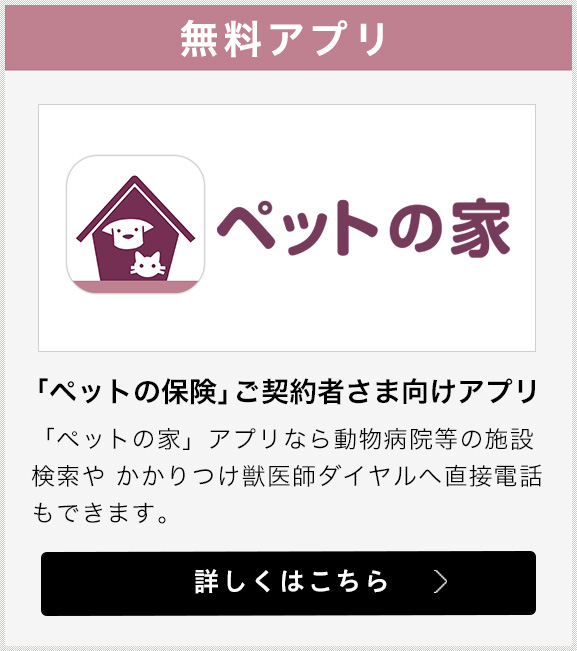 無料アプリ
ペットの家
「ペットの保険」ご契約者さま向けアプリ
「ペットの家」アプリなら動物病院等の施設
検索や かかりつけ獣医師ダイヤルへ直接電話
もできます。
詳しくはこちら